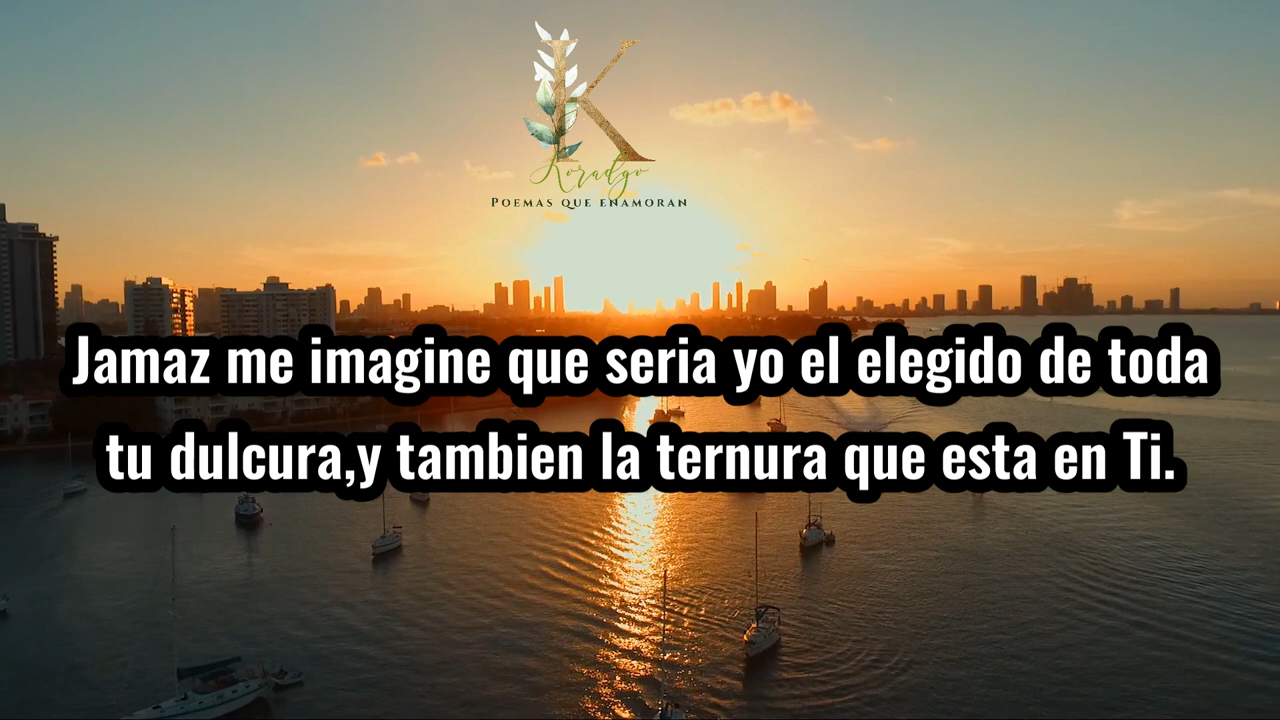 K
Koradgo
POEMAS QUE ENAMORAN
Jamaz me imagine que seria yo el elegido de toda
tu dulcura,y tambien la ternura que esta en Ti.